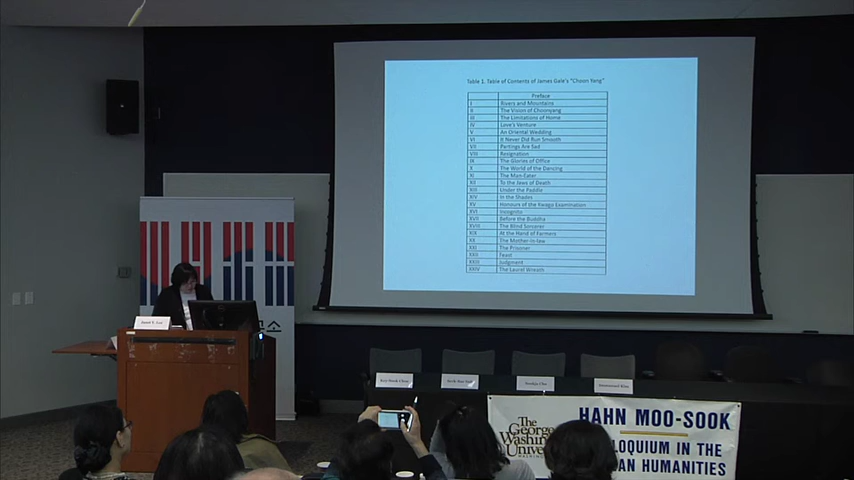 Table 1. Table of Contents of James Gale's "Choon Yang"
Preface
I Rivers and Mountains
II The Vision of Choonyang
III The Limitations of Home
IV Love's Venture
V. An Oriental Wedding
VI It Never Did Run Smooth
VII Partings Are Sad
VIII Resignation
IX The Glories of Office
X The World of the Dancing
XI The Man-Eater
XII To the Jaws of Death
XIII Under the Paddle
XIV In the Shades
XV Honours of the Kwago Examination
XVI Incognito
XVII Before the Buddha
XVIII The Blind Sorcerer
XIX At the Hand of Farmers
XX The Mother-in-law
XXI The Prisoner
XXII Feast
XXIII Judgment
XXIV The Laurel Wreath
소
The
George
Washin
Unive
WASHIN
HAHN MOO-SOOK
LOQUIUM IN THE
AN HUMANITIES